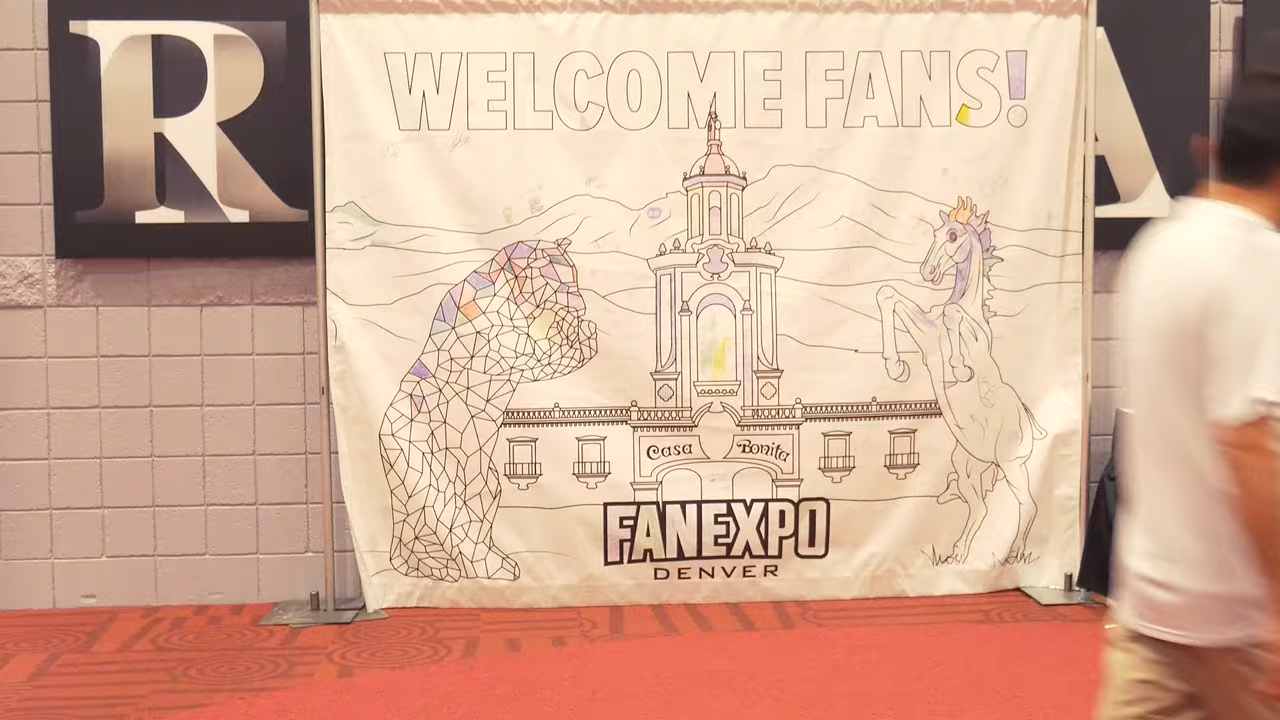 R
WELCOME FANS!
A
Casa Bonita
FANEXPO
DENVER